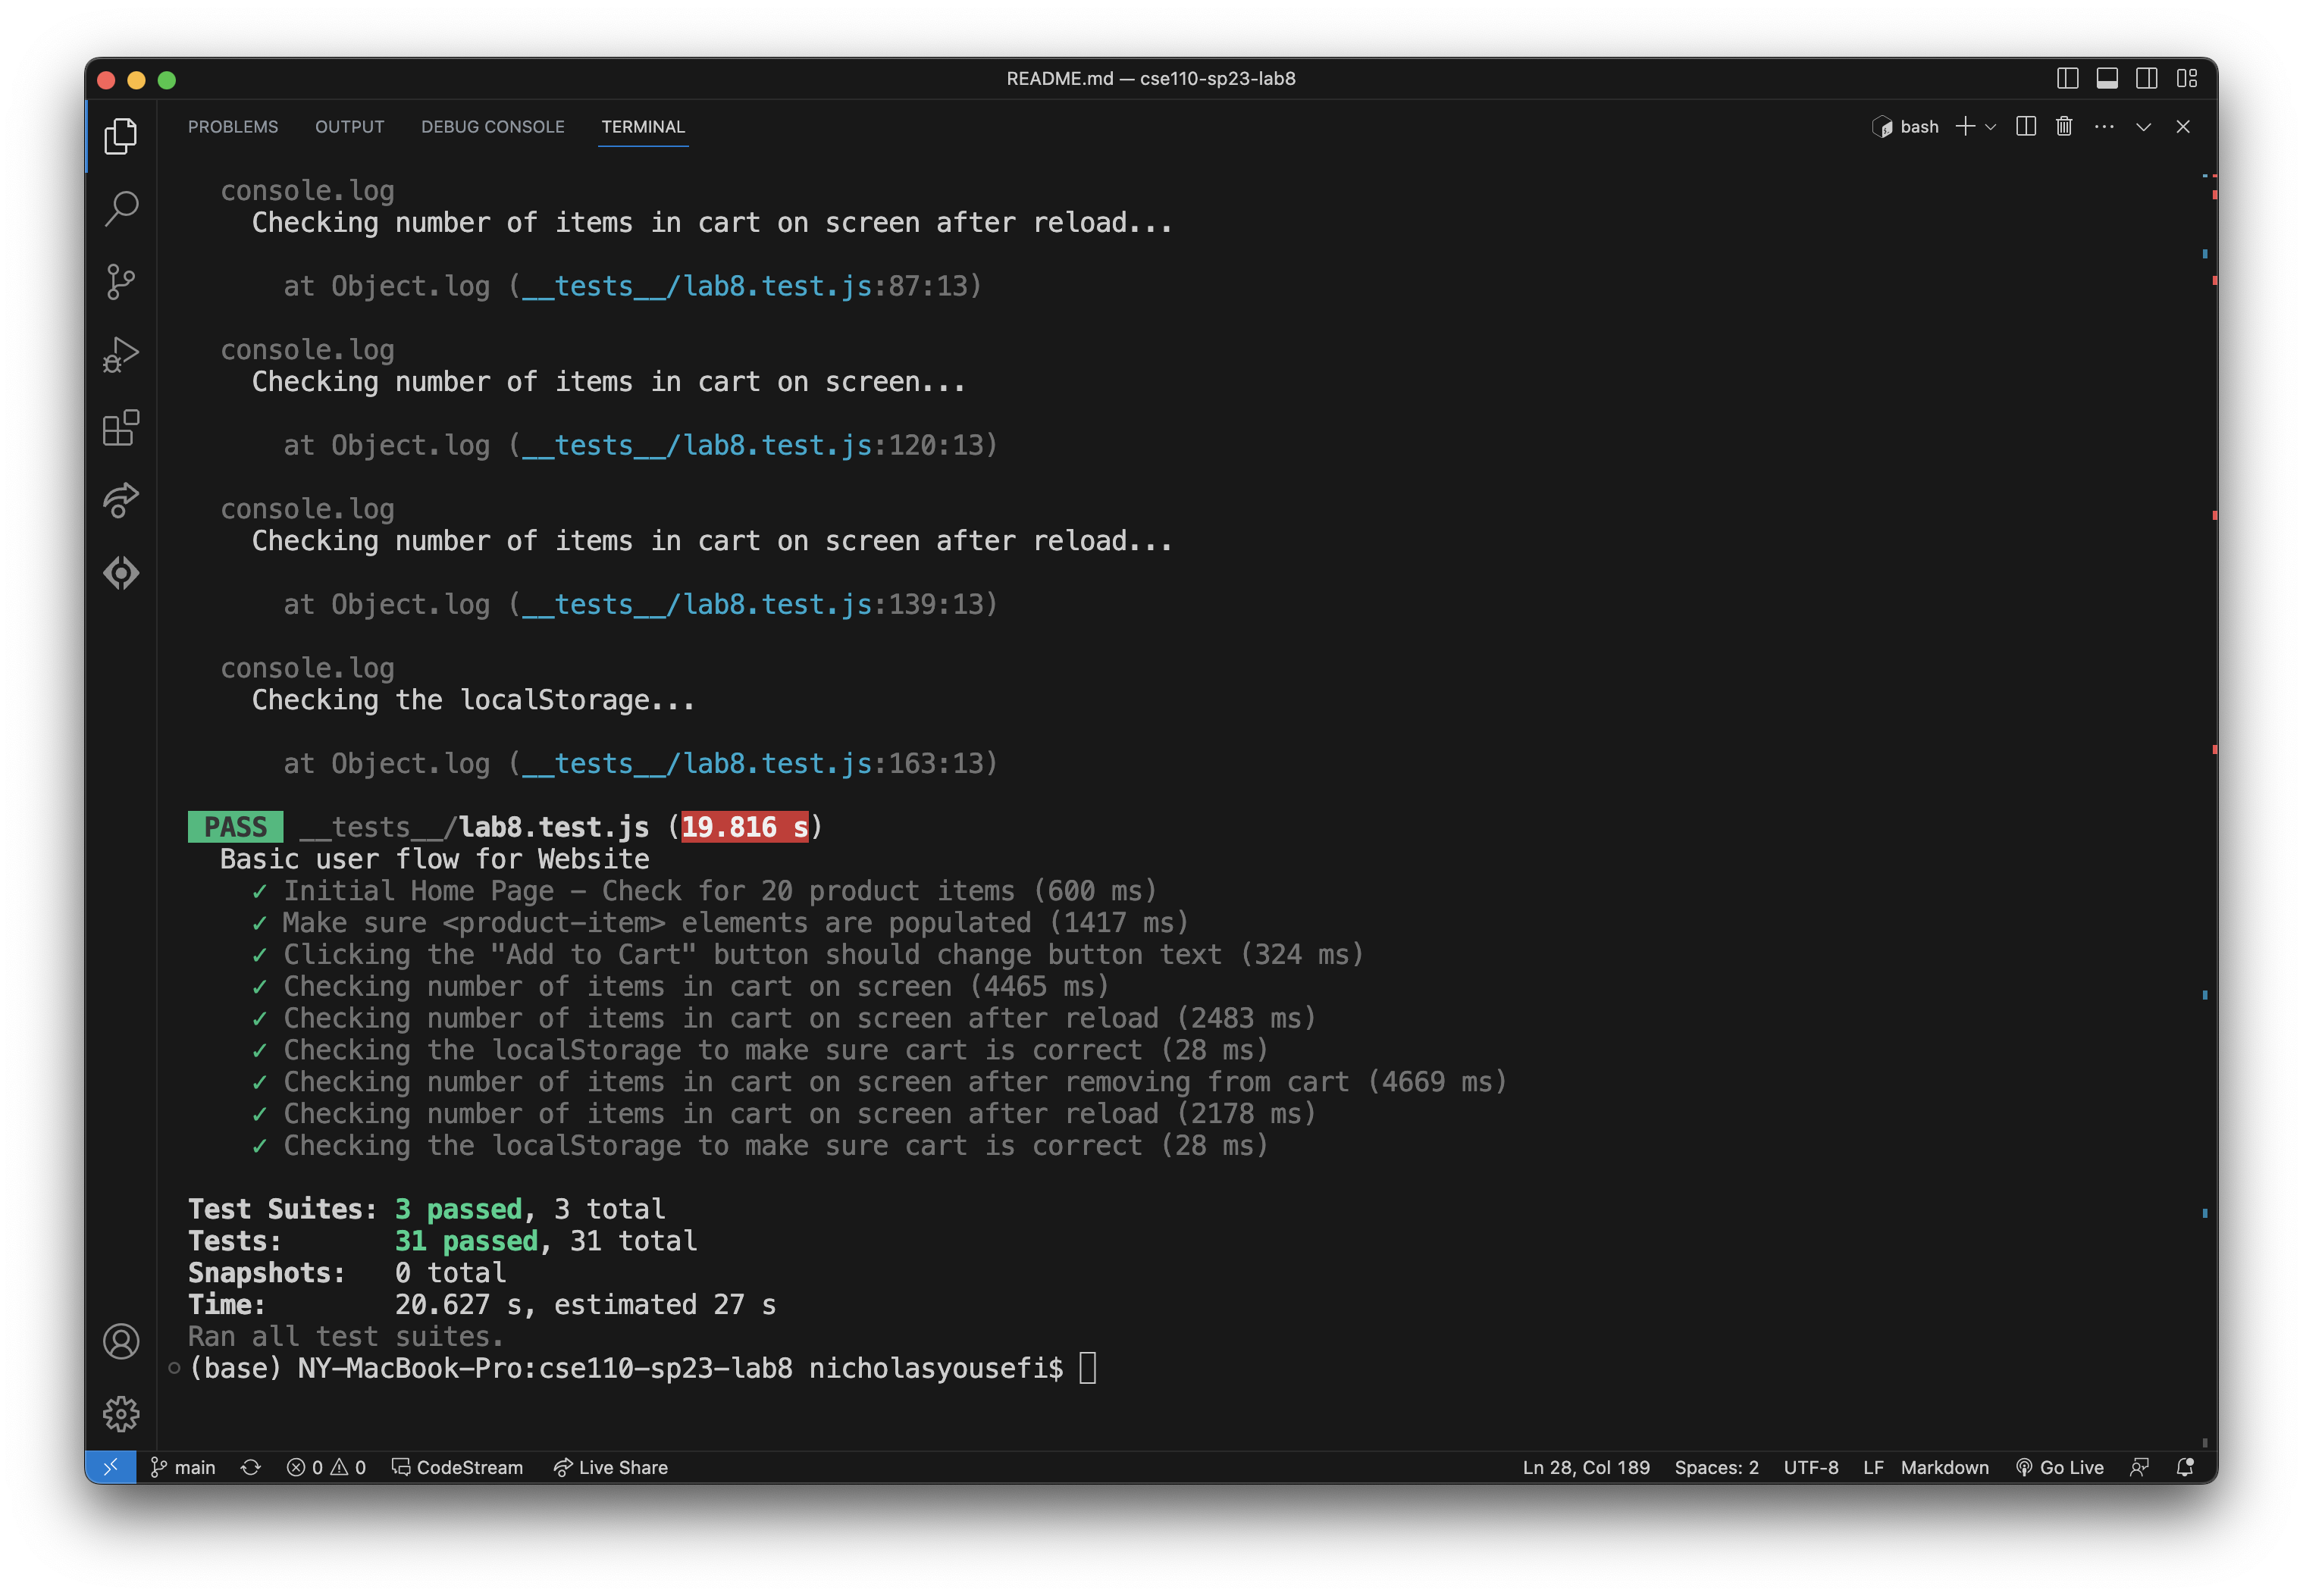 README.md — cse110-sp23-lab8
PROBLEMS OUTPUT DEBUG CONSOLE TERMINAL bash
console.log
Checking number of items in cart on screen after reload...
at Object.log (__tests__/lab8.test.js:87:13)
console.log
Checking number of items in cart on screen...
at Object.log (__tests__/lab8.test.js:120:13)
console.log
Checking number of items in cart on screen after reload...
at Object.log (__tests__/lab8.test.js:139:13)
console.log
Checking the localStorage...
at Object.log (__tests__/lab8.test.js:163:13)
PASS __tests__/lab8.test.js (19.816 s)
Basic user flow for Website
✓ Initial Home Page - Check for 20 product items (600 ms)
✓ Make sure <product-item> elements are populated (1417 ms)
✓ Clicking the "Add to Cart" button should change button text (324 ms)
✓ Checking number of items in cart on screen (4465 ms)
✓ Checking number of items in cart on screen after reload (2483 ms)
✓ Checking the localStorage to make sure cart is correct (28 ms)
✓ Checking number of items in cart on screen after removing from cart (4669 ms)
✓ Checking number of items in cart on screen after reload (2178 ms)
✓ Checking the localStorage to make sure cart is correct (28 ms)
Test Suites: 3 passed, 3 total
Tests: 31 passed, 31 total
Snapshots: 0 total
Time: 20.627 s, estimated 27 s
Ran all test suites.
(base) NY-MacBook-Pro:cse110-sp23-lab8 nicholasyousefi$
main 0 0 CodeStream Live Share Ln 28, Col 189 Spaces: 2 UTF-8 LF Markdown Go Live